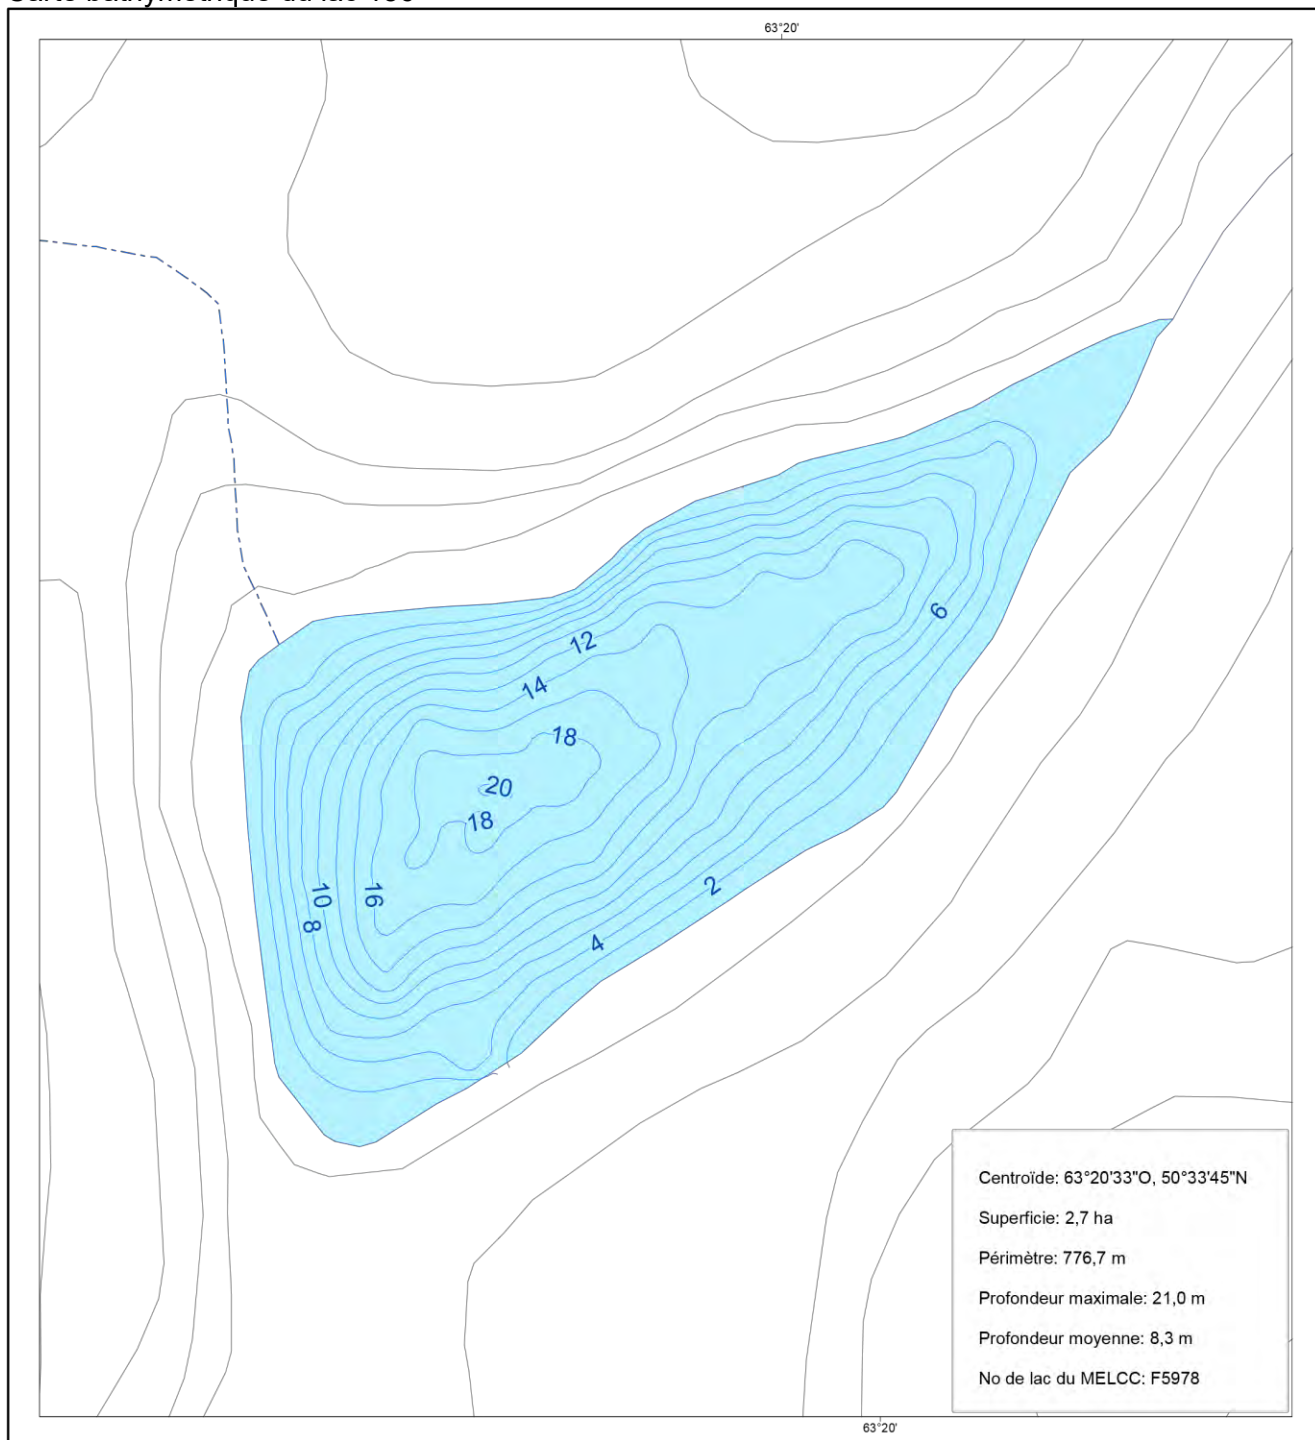 63°20'
12
14
6
18
20
18
10
16
2
8
4
Centroïde: 63°20'33"O, 50°33'45"N
Superficie: 2,7 ha
Périmètre: 776,7 m
Profondeur maximale: 21,0 m
Profondeur moyenne: 8,3 m
No de lac du MELCC: F5978
63°20'